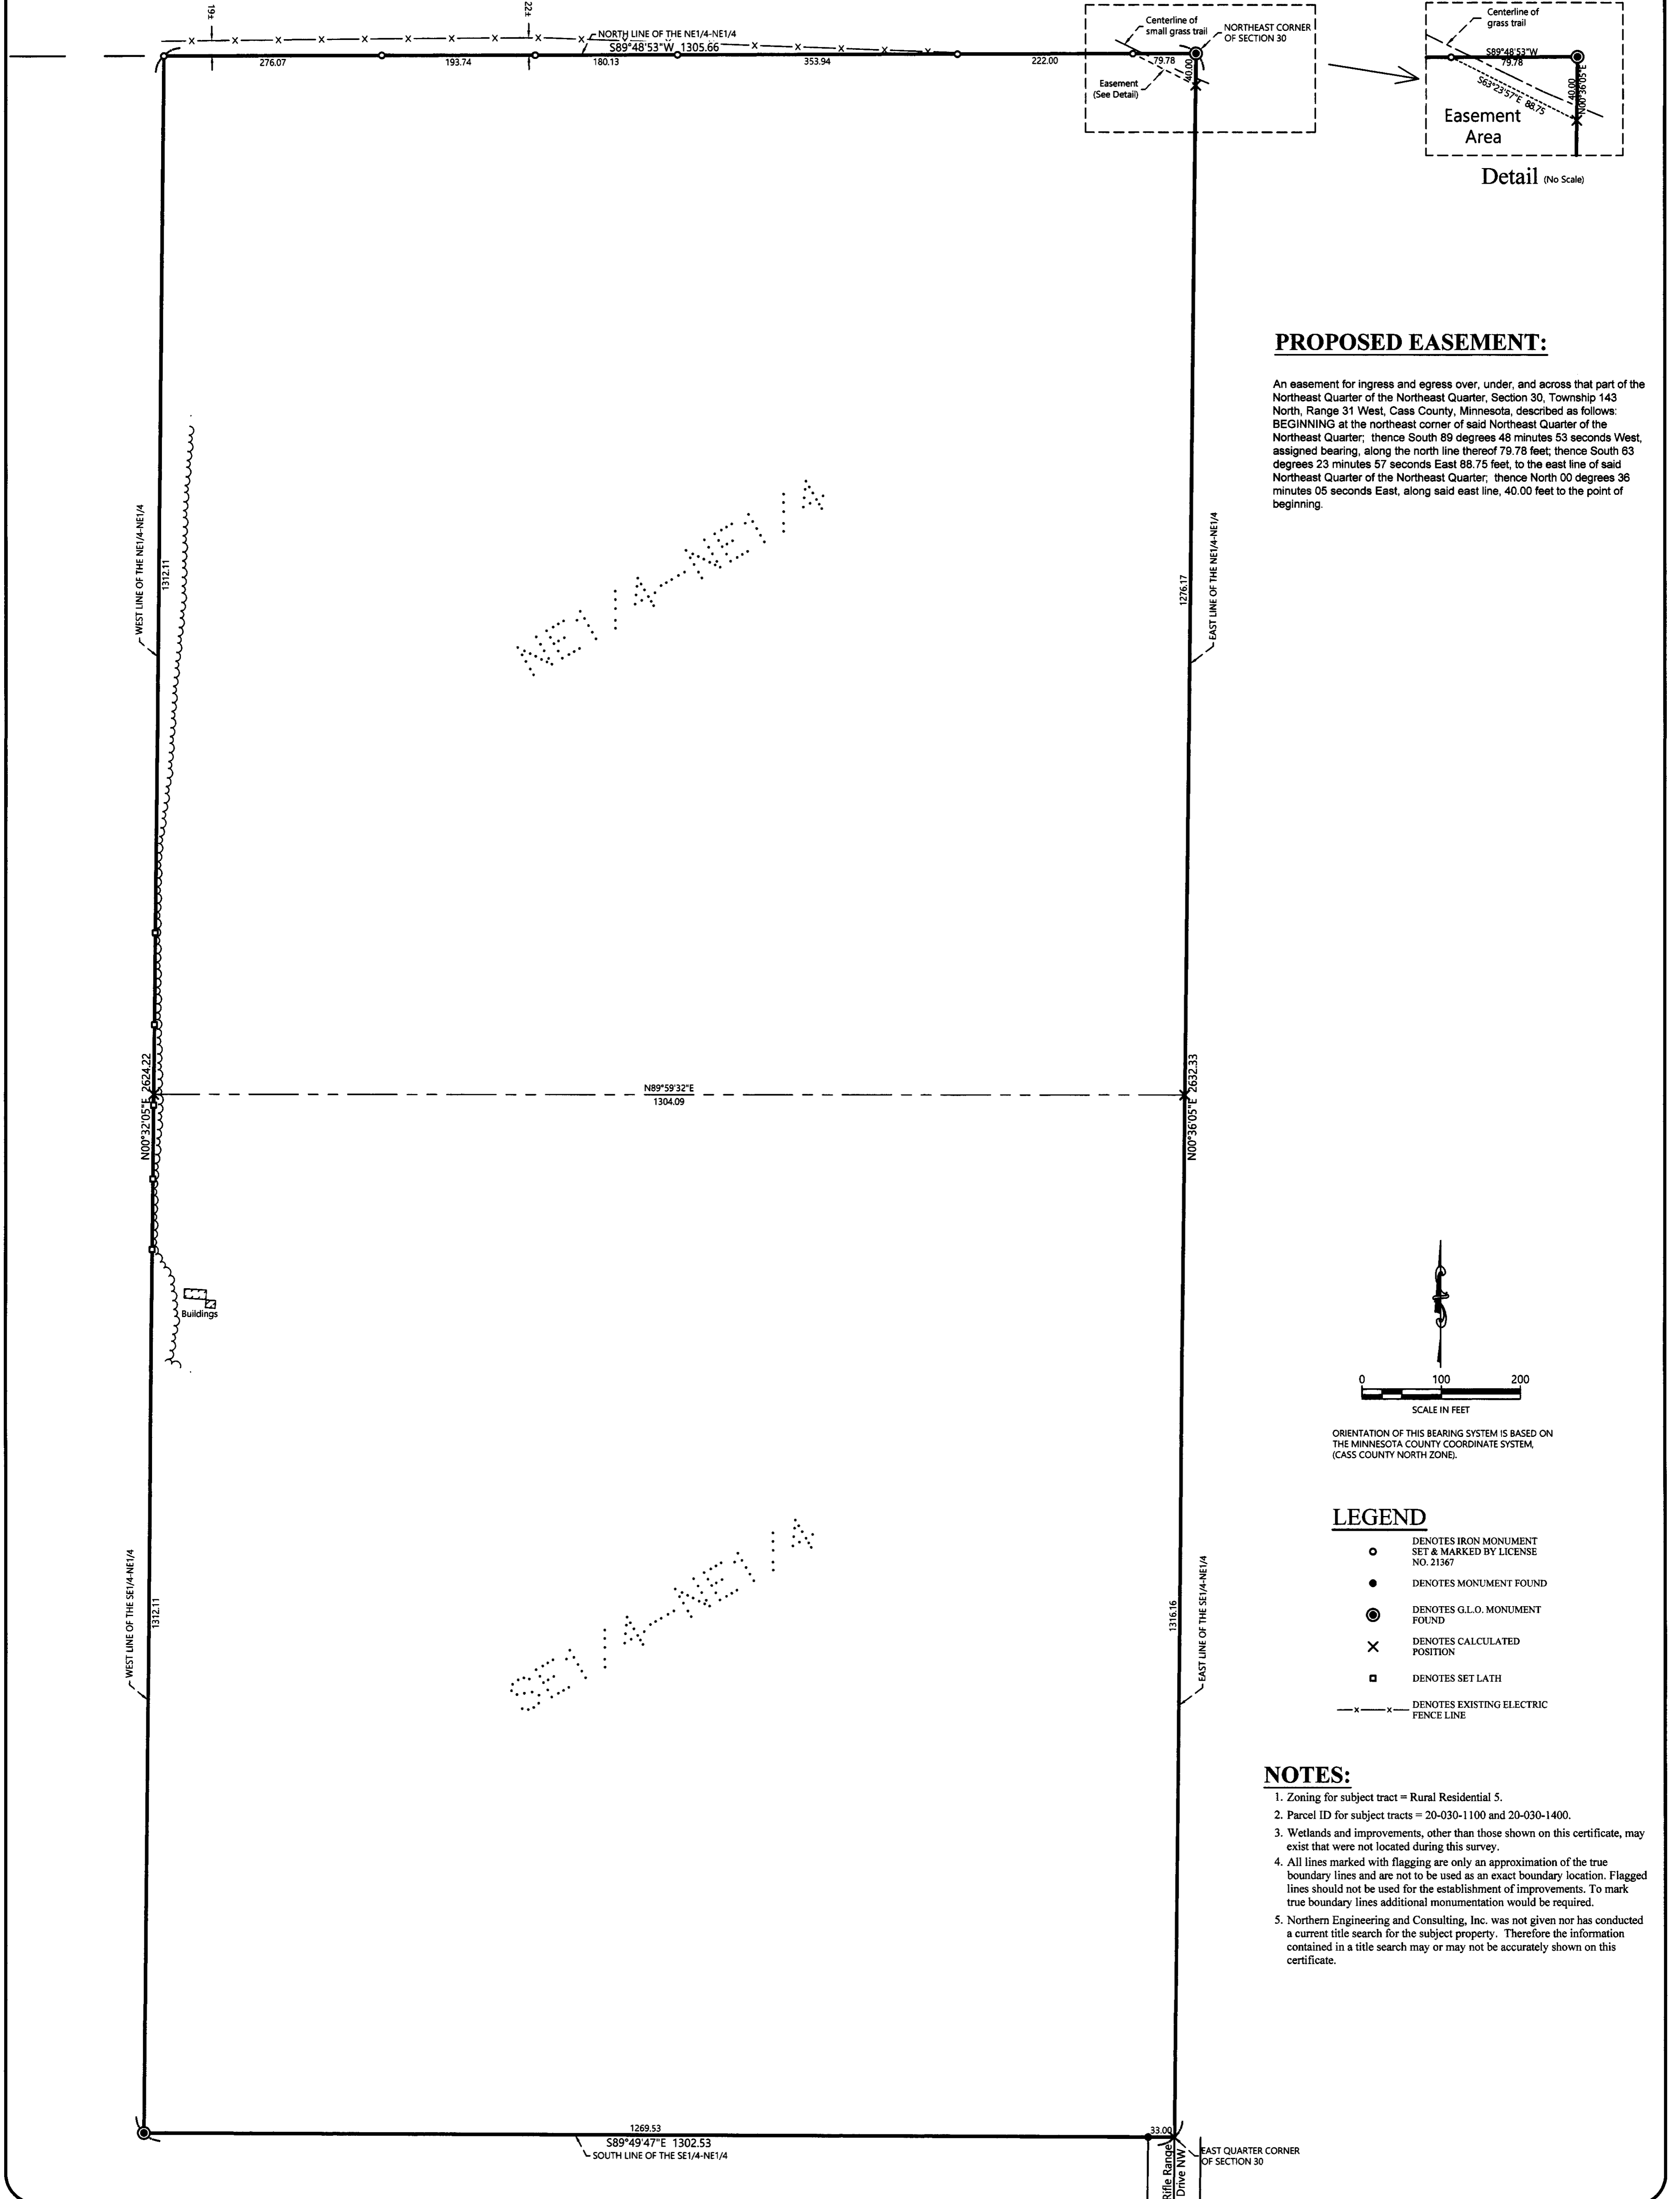 19±
22±
NORTH LINE OF THE NE1/4-NE1/4
S89°48'53"W 1305.66
276.07
193.74
180.13
353.94
222.00
79.78
40.00
Centerline of
small grass trail
NORTHEAST CORNER
OF SECTION 30
Easement
(See Detail)
Centerline of
grass trail
S89°48'53"W
79.78
S63°23'57"E 88.75
40.00
N00°36'05"E
Easement
Area
Detail (No Scale)
PROPOSED EASEMENT:
An easement for ingress and egress over, under, and across that part of the
Northeast Quarter of the Northeast Quarter, Section 30, Township 143
North, Range 31 West, Cass County, Minnesota, described as follows:
BEGINNING at the northeast corner of said Northeast Quarter of the
Northeast Quarter; thence South 89 degrees 48 minutes 53 seconds West,
assigned bearing, along the north line thereof 79.78 feet; thence South 63
degrees 23 minutes 57 seconds East 88.75 feet, to the east line of said
Northeast Quarter of the Northeast Quarter; thence North 00 degrees 36
minutes 05 seconds East, along said east line, 40.00 feet to the point of
beginning.
WEST LINE OF THE NE1/4-NE1/4
1312.11
NE1/4-NE1/4
1276.17
EAST LINE OF THE NE1/4-NE1/4
N00°32'05"E 2624.22
N89°59'32"E
1304.09
N00°36'05"E 2632.33
Buildings
0 100 200
SCALE IN FEET
ORIENTATION OF THIS BEARING SYSTEM IS BASED ON
THE MINNESOTA COUNTY COORDINATE SYSTEM,
(CASS COUNTY NORTH ZONE).
WEST LINE OF THE SE1/4-NE1/4
1312.11
SE1/4-NE1/4
1316.16
EAST LINE OF THE SE1/4-NE1/4
LEGEND
DENOTES IRON MONUMENT
SET & MARKED BY LICENSE
NO. 21367
DENOTES MONUMENT FOUND
DENOTES G.L.O. MONUMENT
FOUND
DENOTES CALCULATED
POSITION
DENOTES SET LATH
DENOTES EXISTING ELECTRIC
FENCE LINE
NOTES:
1. Zoning for subject tract = Rural Residential 5.
2. Parcel ID for subject tracts = 20-030-1100 and 20-030-1400.
3. Wetlands and improvements, other than those shown on this certificate, may
exist that were not located during this survey.
4. All lines marked with flagging are only an approximation of the true
boundary lines and are not to be used as an exact boundary location. Flagged
lines should not be used for the establishment of improvements. To mark
true boundary lines additional monumentation would be required.
5. Northern Engineering and Consulting, Inc. was not given nor has conducted
a current title search for the subject property. Therefore the information
contained in a title search may or may not be accurately shown on this
certificate.
1269.53
S89°49'47"E 1302.53
SOUTH LINE OF THE SE1/4-NE1/4
33.00
EAST QUARTER CORNER
OF SECTION 30
Rifle Range
Drive NW